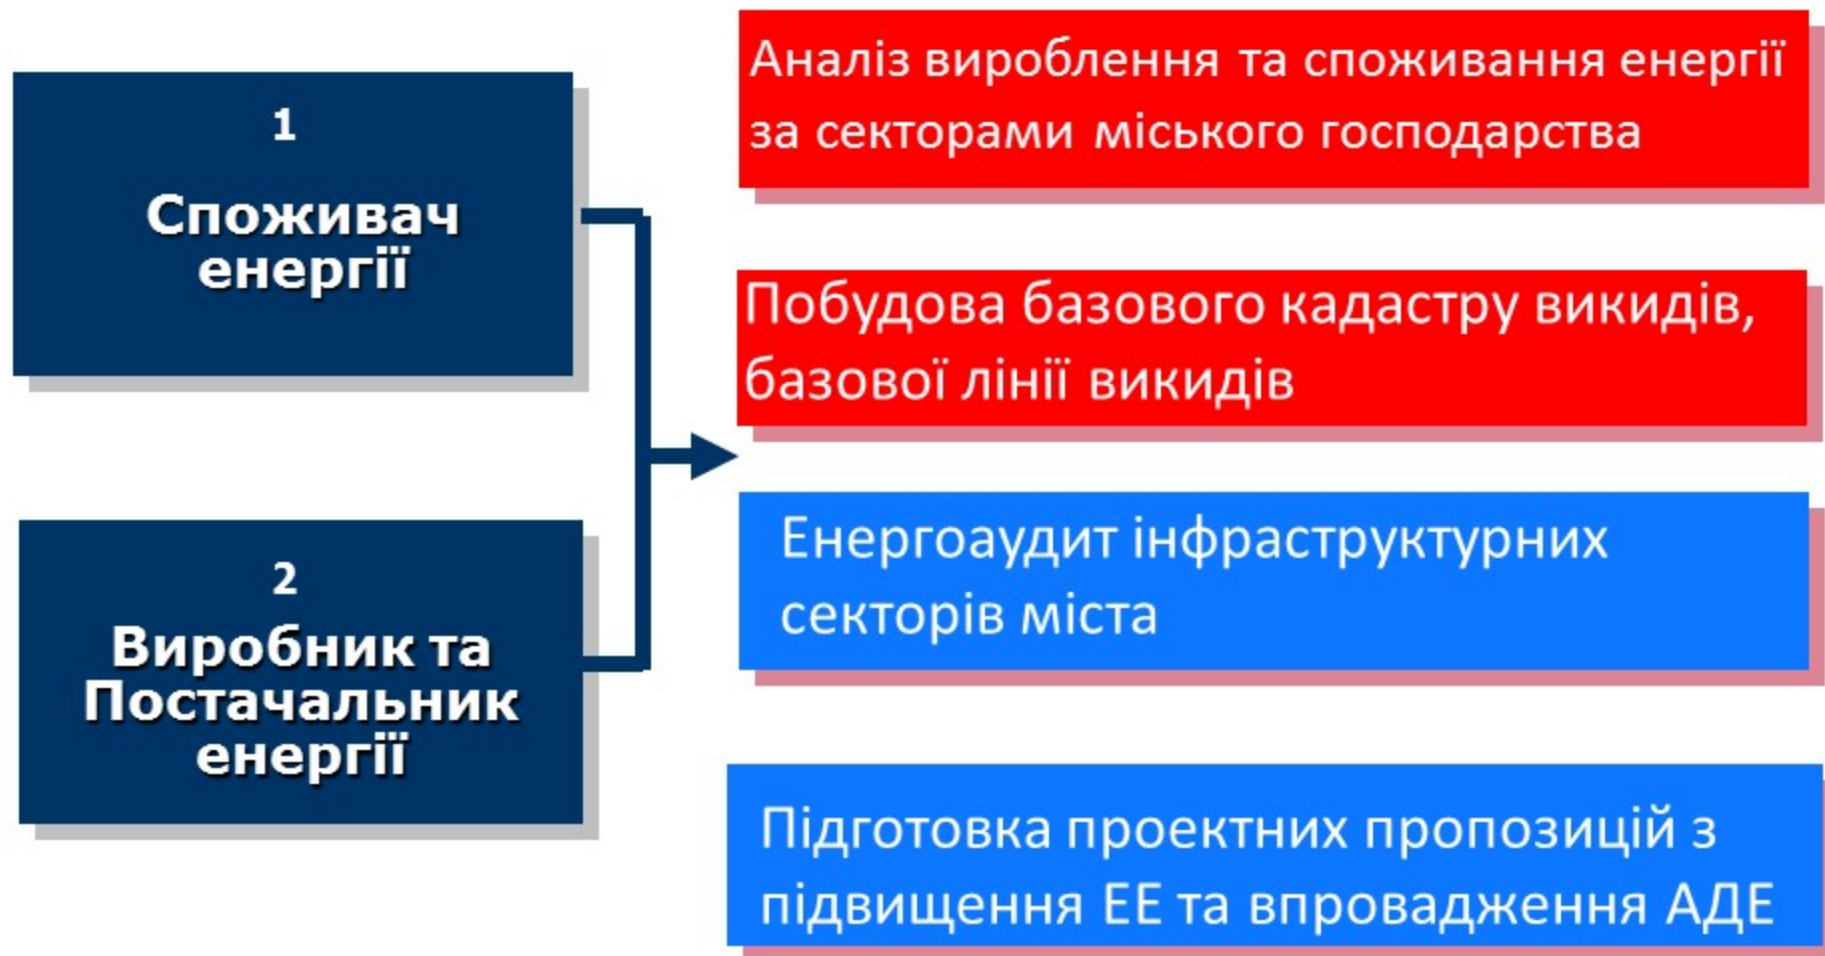 1
Споживач
енергії
2
Виробник та
Постачальник
енергії
Аналіз вироблення та споживання енергії
за секторами міського господарства
Побудова базового кадастру викидів,
базової лінії викидів
Енергоаудит інфраструктурних
секторів міста
Підготовка проектних пропозицій з
підвищення ЕЕ та впровадження АДЕ